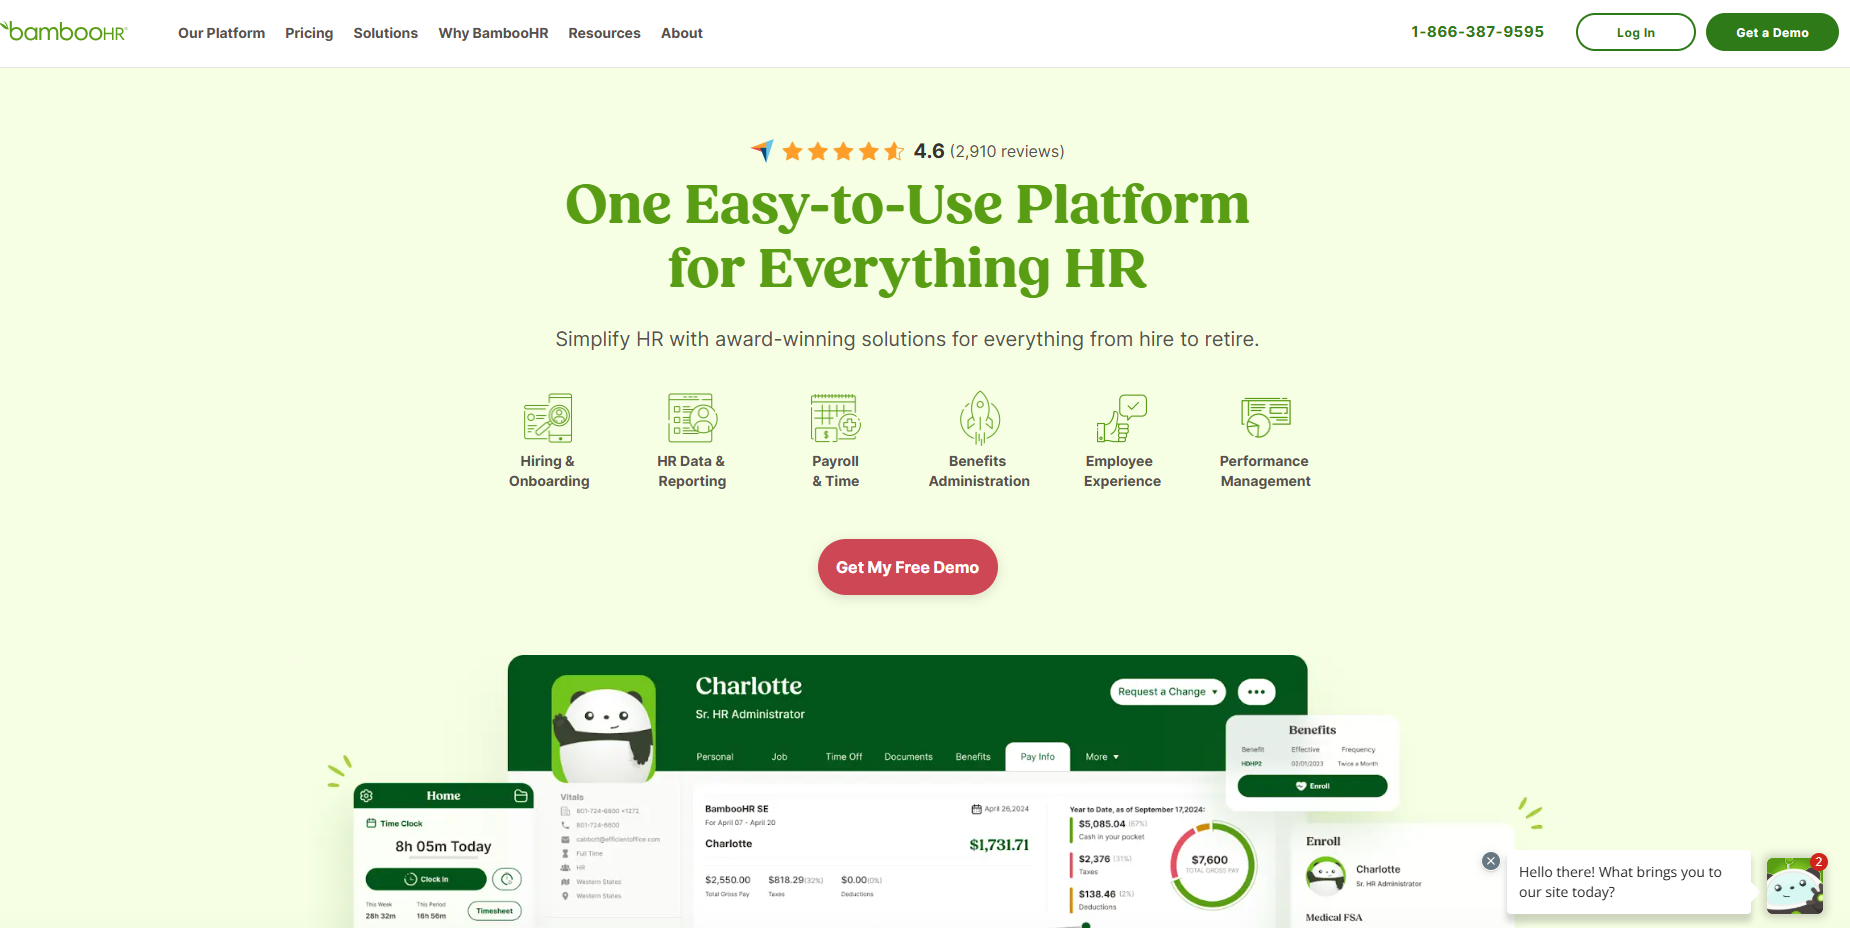 bambooHR
Our Platform
Pricing
Solutions
Why BambooHR
Resources
About
1-866-387-9595
Log In
Get a Demo
4.6 (2,910 reviews)
One Easy-to-Use Platform
for Everything HR
Simplify HR with award-winning solutions for everything from hire to retire.
Hiring &
Onboarding
HR Data &
Reporting
Payroll
& Time
Benefits
Administration
Employee
Experience
Performance
Management
Get My Free Demo
Charlotte
Sr. HR Administrator
Request a Change
Personal
Job
Time Off
Documents
Benefits
Pay Info
More
Benefits
Benefit
Effective
Frequency
HDHP2
02/01/2023
Twice a Month
Enroll
Home
Time Clock
8h 05m Today
Clock In
This Week
This Period
28h 32m
16h 56m
Timesheet
Vitals
801-724-6600 x1272
801-724-6600
cabbott@efficientoffice.com
Full Time
HR
Western States
Western States
BambooHR SE
April 26,2024
For April 07 - April 20
Charlotte
$1,731.71
$2,550.00
$818.29(32%)
$0.00(0%)
Total Gross Pay
Taxes
Deductions
Year to Date, as of September 17,2024:
$5,085.04 (67%)
Cash in your pocket
$2,376 (31%)
Taxes
$138.46 (2%)
Deductions
$7,600
TOTAL GROSS PAY
Enroll
Charlotte
Sr. HR Administrator
Medical FSA
Hello there! What brings you to
our site today?
2